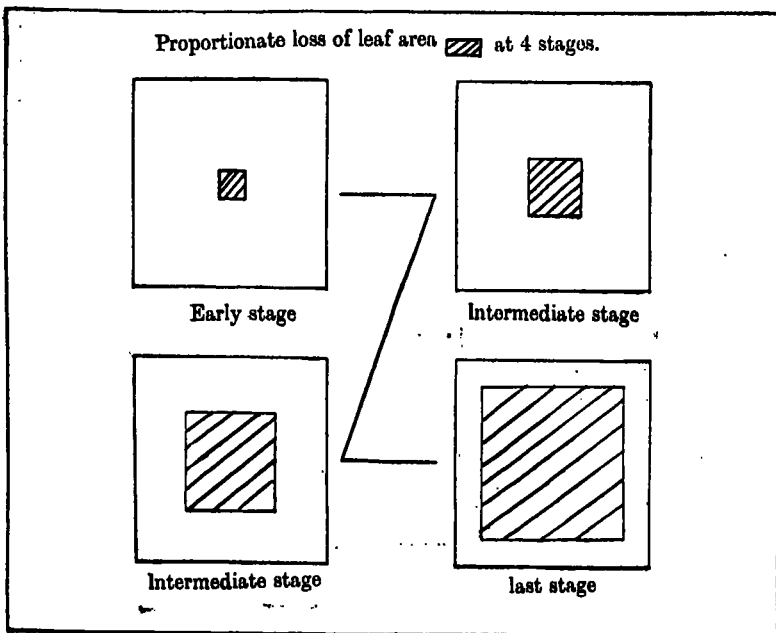 Proportionate loss of leaf area at 4 stages.
Early stage
Intermediate stage
Intermediate stage
last stage